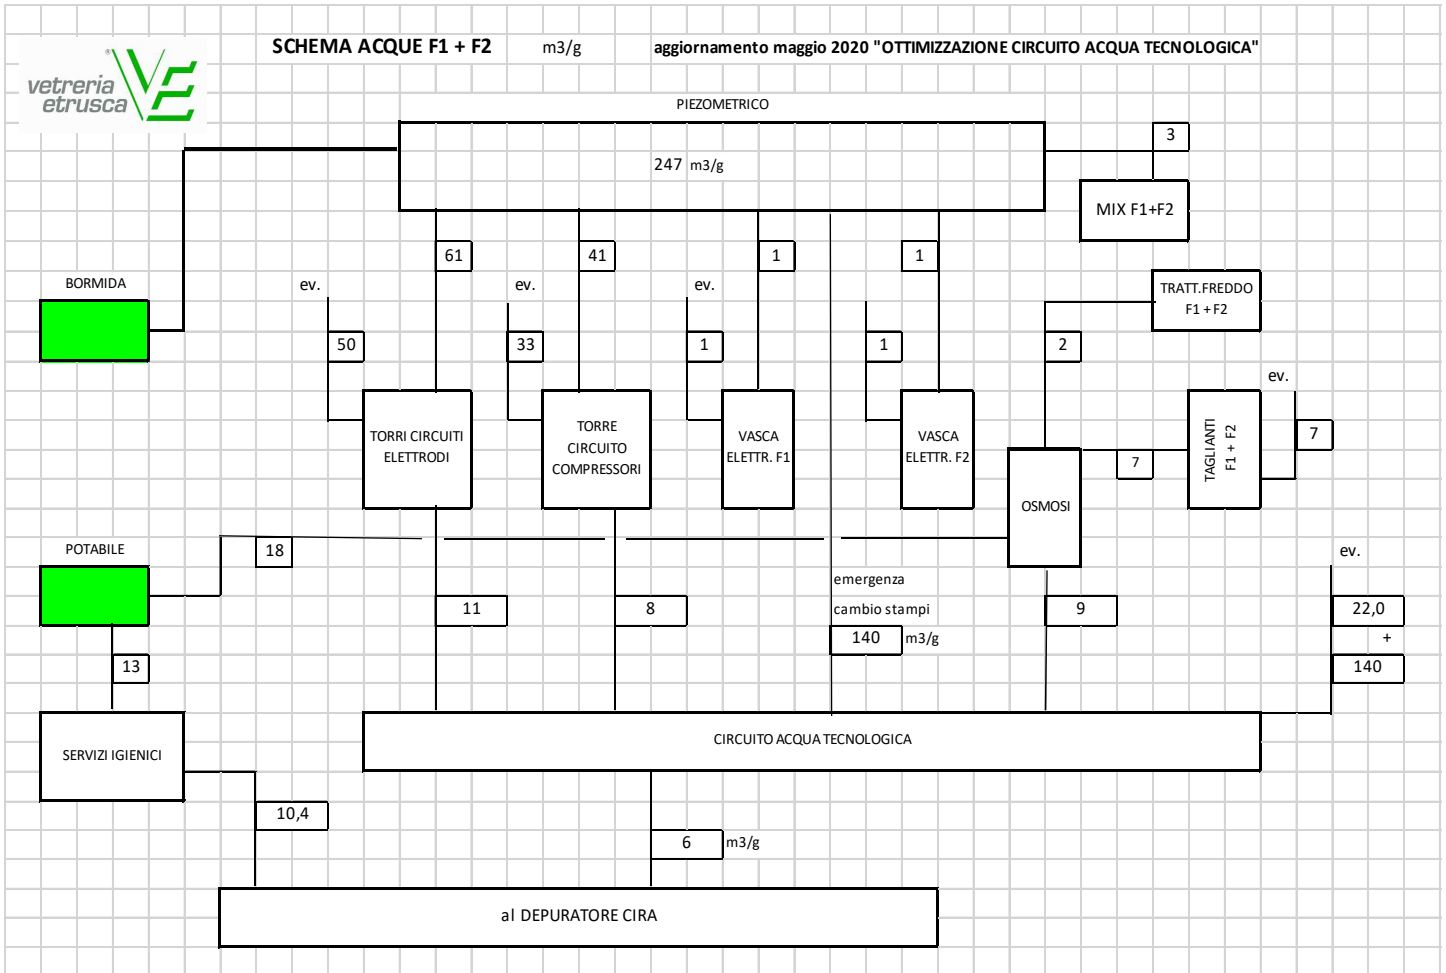 SCHEMA ACQUE F1 + F2 m3/g aggiornamento maggio 2020 "OTTIMIZZAZIONE CIRCUITO ACQUA TECNOLOGICA"
vetreria
etrusca
®
VE
PIEZOMETRICO
3
247 m3/g
MIX F1+F2
61
41
1
1
BORMIDA
ev.
ev.
ev.
TRATT.FREDDO
F1 + F2
50
33
1
1
2
ev.
TORRI CIRCUITI
ELETTRODI
TORRE
CIRCUITO
COMPRESSORI
VASCA
ELETTR. F1
VASCA
ELETTR. F2
TAGLIANTI
F1 + F2
7
7
OSMOSI
POTABILE
18
ev.
emergenza
cambio stampi
140 m3/g
11
8
9
22,0
+
140
13
SERVIZI IGIENICI
CIRCUITO ACQUA TECNOLOGICA
10,4
6 m3/g
al DEPURATORE CIRA